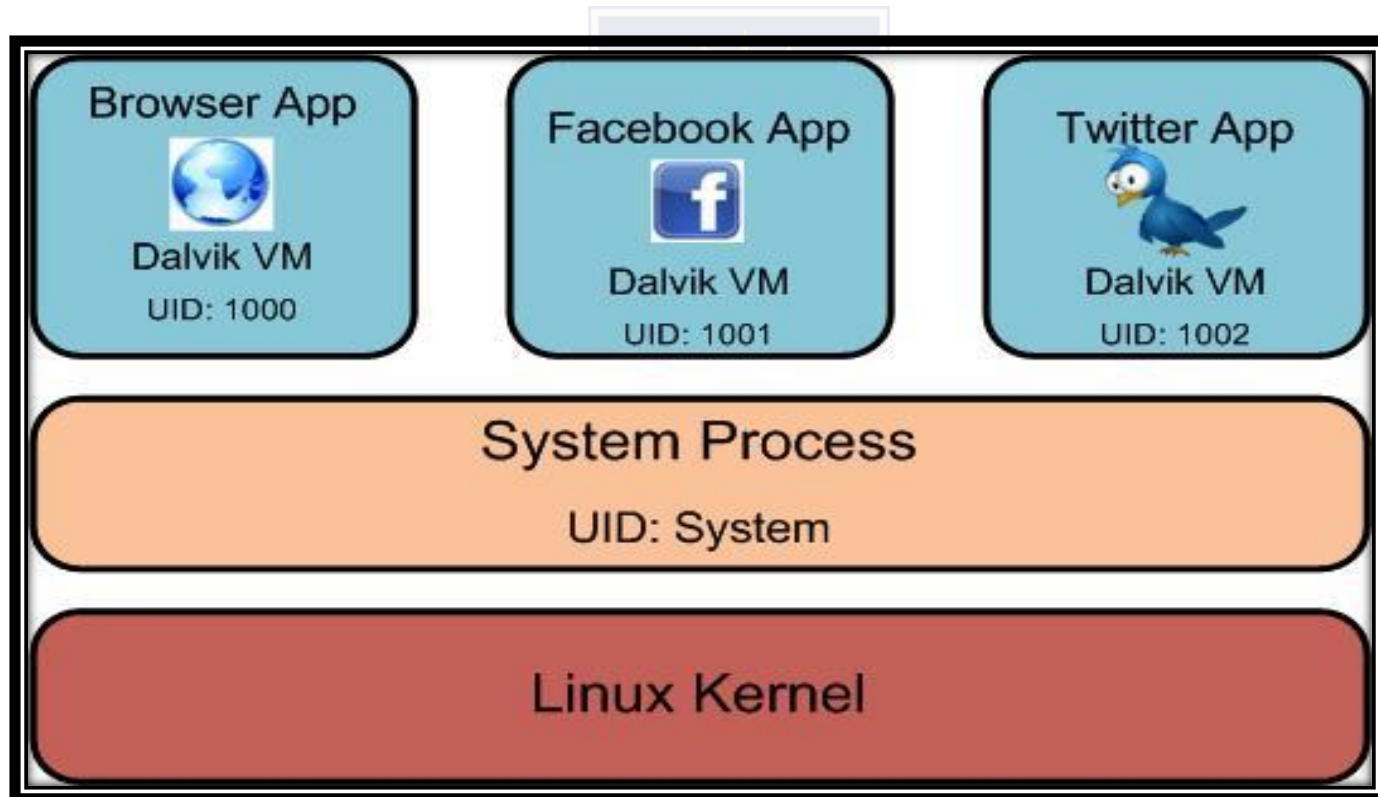 Browser App
Dalvik VM
UID: 1000
Facebook App
f
Dalvik VM
UID: 1001
Twitter App
Dalvik VM
UID: 1002
System Process
UID: System
Linux Kernel